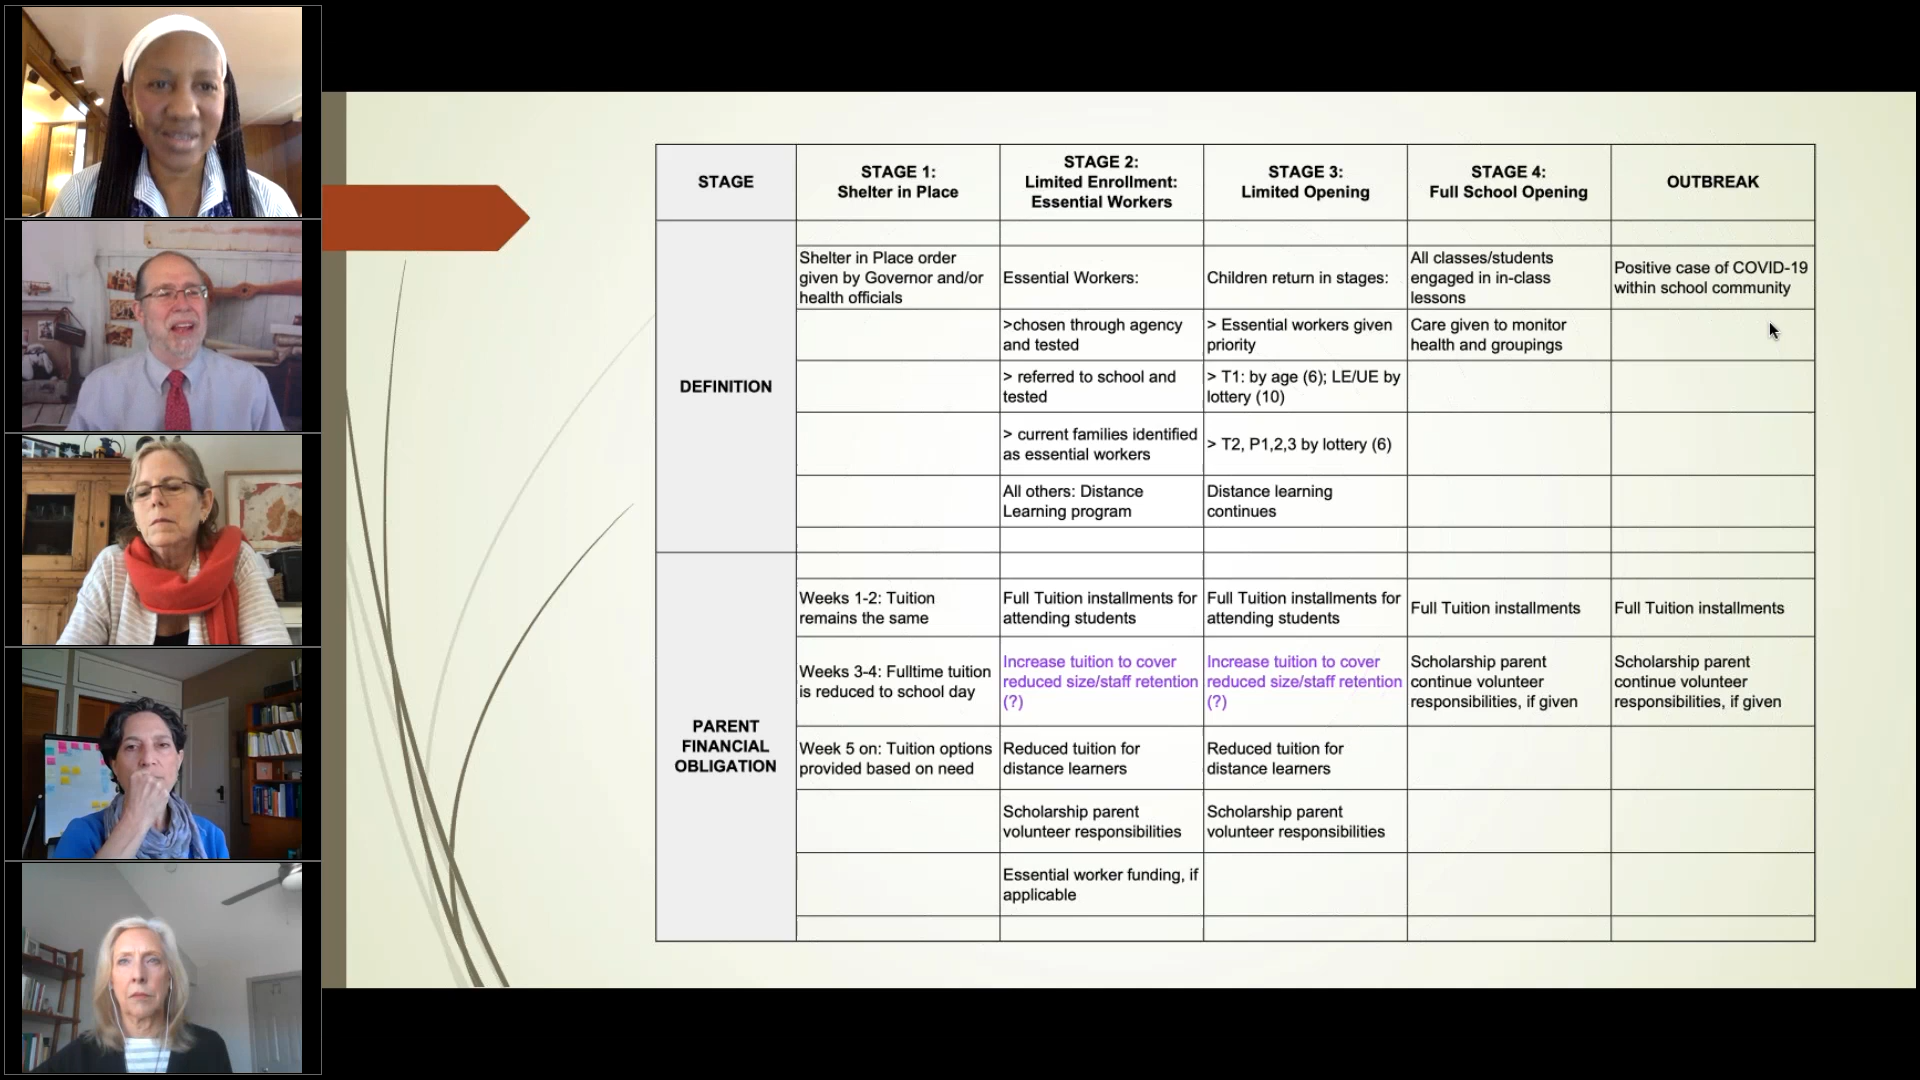 STAGE
STAGE 1:
Shelter in Place
STAGE 2:
Limited Enrollment:
Essential Workers
STAGE 3:
Limited Opening
STAGE 4:
Full School Opening
OUTBREAK
DEFINITION
Shelter in Place order
given by Governor and/or
health officials
Essential Workers:
Children return in stages:
All classes/students
engaged in in-class
lessons
Positive case of COVID-19
within school community
>chosen through agency
and tested
> Essential workers given
priority
Care given to monitor
health and groupings
> referred to school and
tested
> T1: by age (6); LE/UE by
lottery (10)
> current families identified
as essential workers
> T2, P1,2,3 by lottery (6)
All others: Distance
Learning program
Distance learning
continues
PARENT
FINANCIAL
OBLIGATION
Weeks 1-2: Tuition
remains the same
Full Tuition installments for
attending students
Full Tuition installments for
attending students
Full Tuition installments
Full Tuition installments
Weeks 3-4: Fulltime tuition
is reduced to school day
Increase tuition to cover
reduced size/staff retention
(?)
Increase tuition to cover
reduced size/staff retention
(?)
Scholarship parent
continue volunteer
responsibilities, if given
Scholarship parent
continue volunteer
responsibilities, if given
Week 5 on: Tuition options
provided based on need
Reduced tuition for
distance learners
Reduced tuition for
distance learners
Scholarship parent
volunteer responsibilities
Scholarship parent
volunteer responsibilities
Essential worker funding, if
applicable